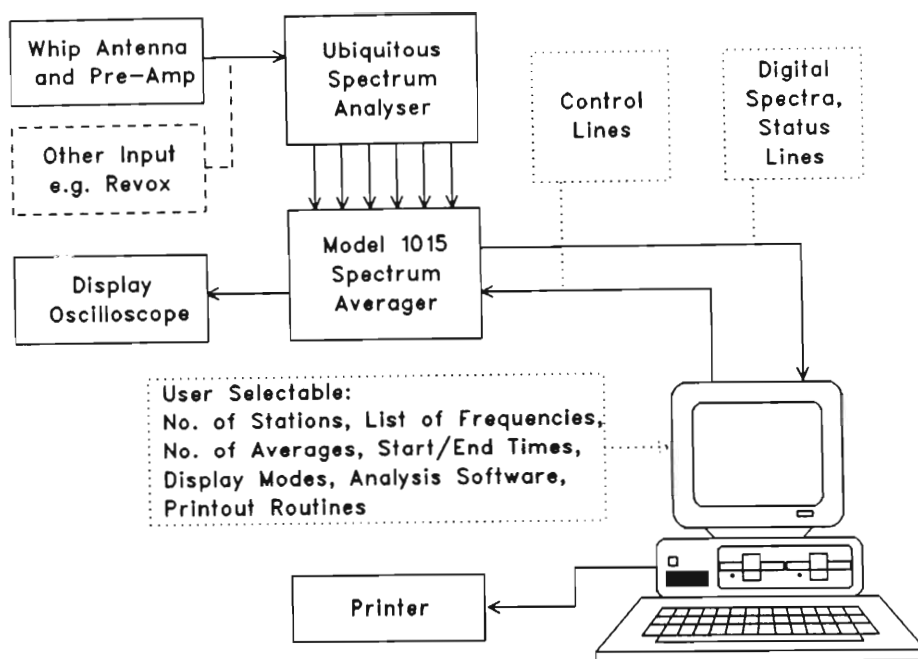 Whip Antenna
and Pre-Amp
Ubiquitous
Spectrum
Analyser
Control
Lines
Digital
Spectra,
Status
Lines
Other Input
e.g. Revox
Model 1015
Spectrum
Averager
Display
Oscilloscope
User Selectable:
No. of Stations, List of Frequencies,
No. of Averages, Start/End Times,
Display Modes, Analysis Software,
Printout Routines
Printer